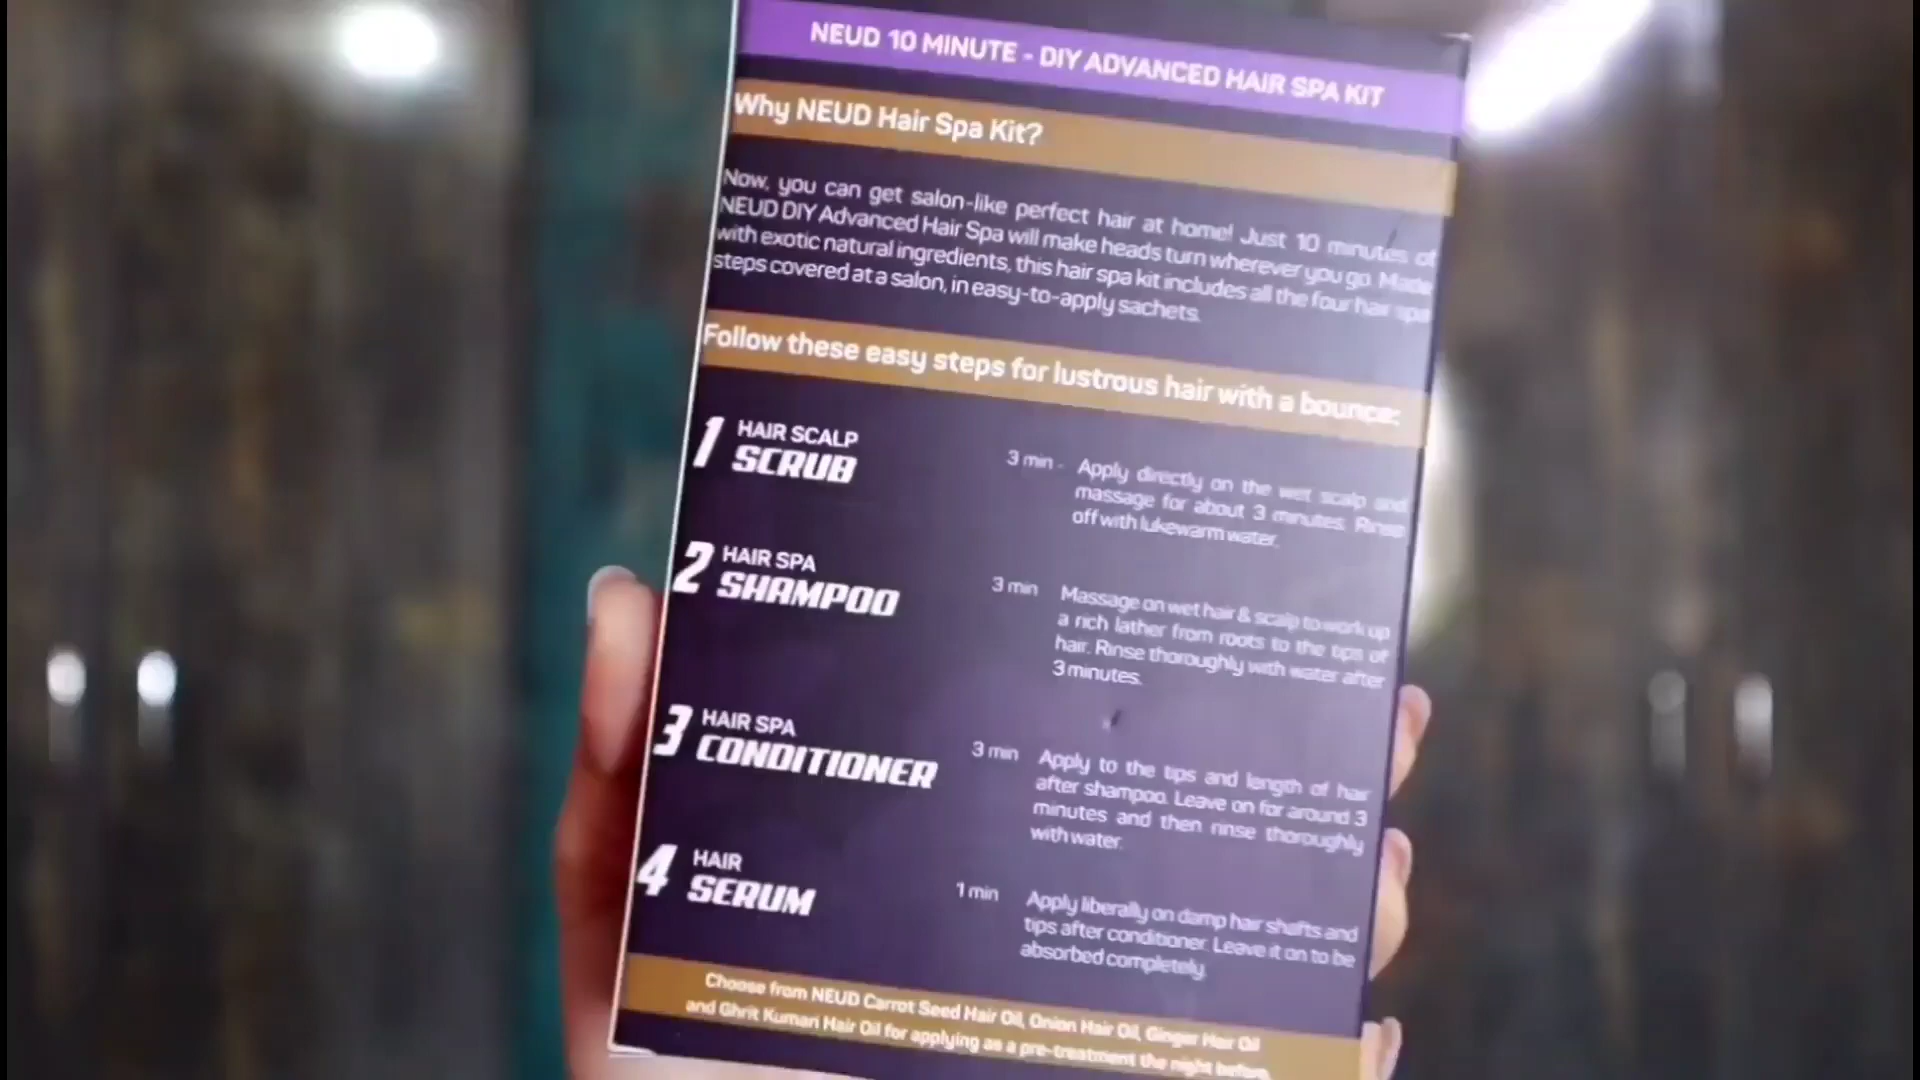 NEUD 10 MINUTE - DIY ADVANCED HAIR SPA KIT
Why NEUD Hair Spa Kit?
Now, you can get salon-like perfect hair at home! Just 10 minutes of
NEUD DIY Advanced Hair Spa will make heads turn wherever you go. Made
with exotic natural ingredients, this hair spa kit includes all the four hair spa
steps covered at a salon, in easy-to-apply sachets.
Follow these easy steps for lustrous hair with a bounce:
1 HAIR SCALP
SCRUB
3 min - Apply directly on the wet scalp and
massage for about 3 minutes. Rinse
off with lukewarm water.
2 HAIR SPA
SHAMPOO
3 min Massage on wet hair & scalp to work up
a rich lather from roots to the tips of
hair. Rinse thoroughly with water after
3 minutes.
3 HAIR SPA
CONDITIONER
3 min Apply to the tips and length of hair
after shampoo. Leave on for around 3
minutes and then rinse thoroughly
with water.
4 HAIR
SERUM
1 min Apply liberally on damp hair shafts and
tips after conditioner. Leave it on to be
absorbed completely.
Choose from NEUD Carrot Seed Hair Oil, Onion Hair Oil, Ginger Hair Oil
and Ghrit Kumari Hair Oil for applying as a pre-treatment the night before.